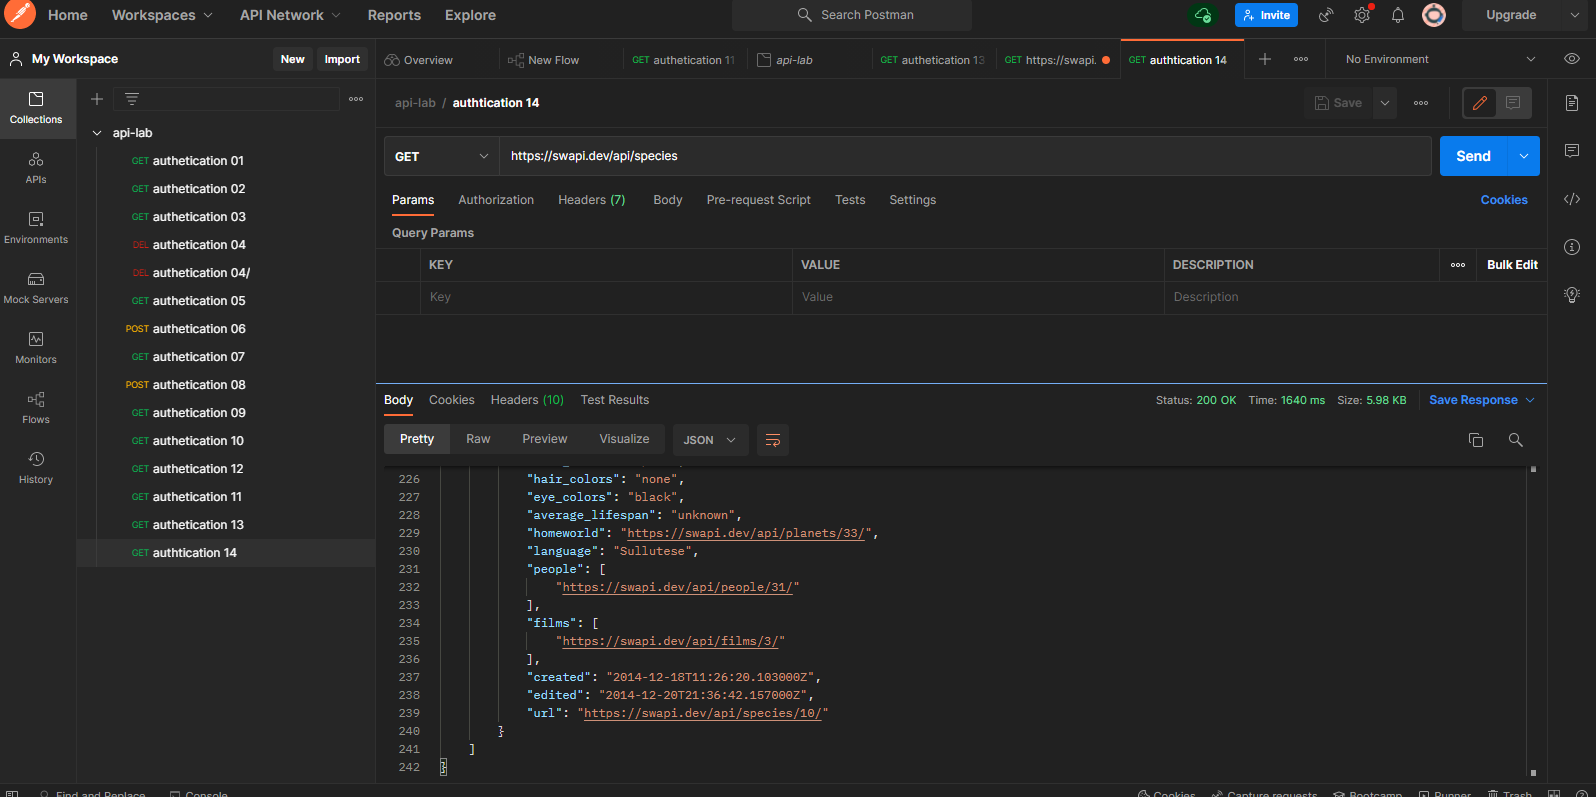 Home Workspaces API Network Reports Explore Search Postman Invite Upgrade
My Workspace New Import Overview New Flow GET authetication 11 api-lab GET authetication 13 GET https://swapi. GET authtication 14 No Environment
Collections
APIs
Environments
Mock Servers
Monitors
Flows
History
api-lab
GET authetication 01
GET authetication 02
GET authetication 03
DEL authetication 04
DEL authetication 04/
GET authetication 05
POST authetication 06
GET authetication 07
POST authetication 08
GET authetication 09
GET authetication 10
GET authetication 12
GET authetication 11
GET authetication 13
GET authtication 14
api-lab / authtication 14 Save
GET https://swapi.dev/api/species Send
Params Authorization Headers (7) Body Pre-request Script Tests Settings Cookies
Query Params
KEY VALUE DESCRIPTION Bulk Edit
Key Value Description
Body Cookies Headers (10) Test Results Status: 200 OK Time: 1640 ms Size: 5.98 KB Save Response
Pretty Raw Preview Visualize JSON
226 "hair_colors": "none",
227 "eye_colors": "black",
228 "average_lifespan": "unknown",
229 "homeworld": "https://swapi.dev/api/planets/33/",
230 "language": "Sullutese",
231 "people": [
232 "https://swapi.dev/api/people/31/"
233 ],
234 "films": [
235 "https://swapi.dev/api/films/3/"
236 ],
237 "created": "2014-12-18T11:26:20.103000Z",
238 "edited": "2014-12-20T21:36:42.157000Z",
239 "url": "https://swapi.dev/api/species/10/"
240 }
241 ]
242 }
Find and Replace Console Cookies Capture requests Bootcamp Runner Trash